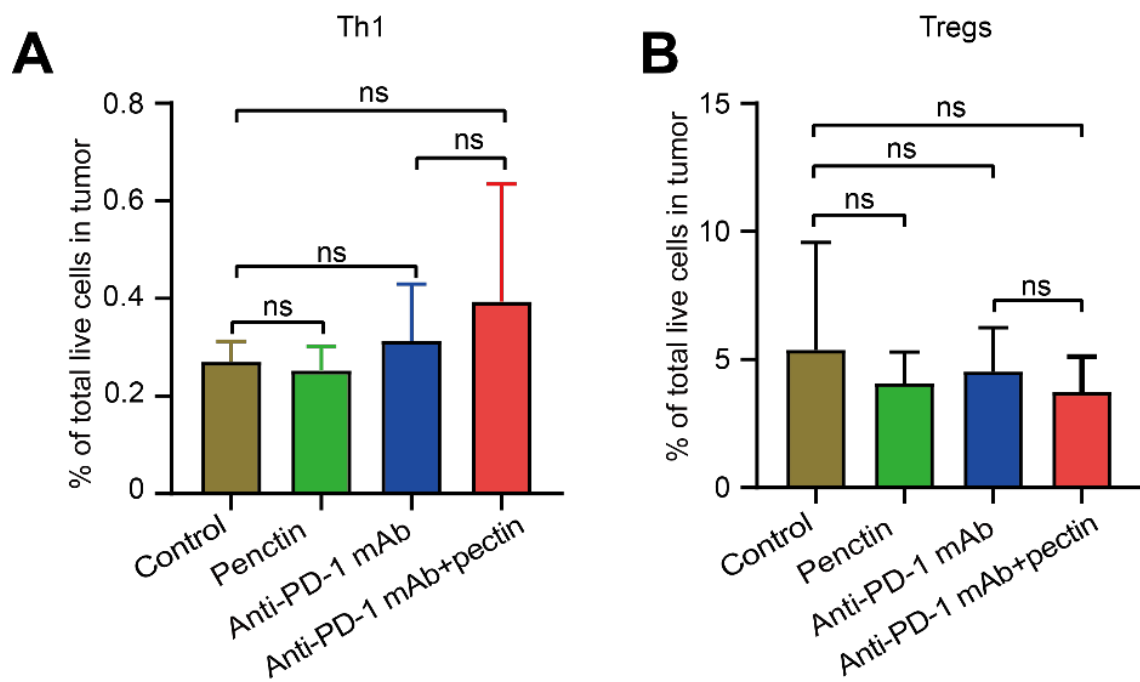 A
Th1
% of total live cells in tumor
0.8
0.6
0.4
0.2
0
ns
ns
ns
ns
Control
Penctin
Anti-PD-1 mAb
Anti-PD-1 mAb+pectin
B
Tregs
% of total live cells in tumor
15
10
5
0
ns
ns
ns
ns
Control
Penctin
Anti-PD-1 mAb
Anti-PD-1 mAb+pectin